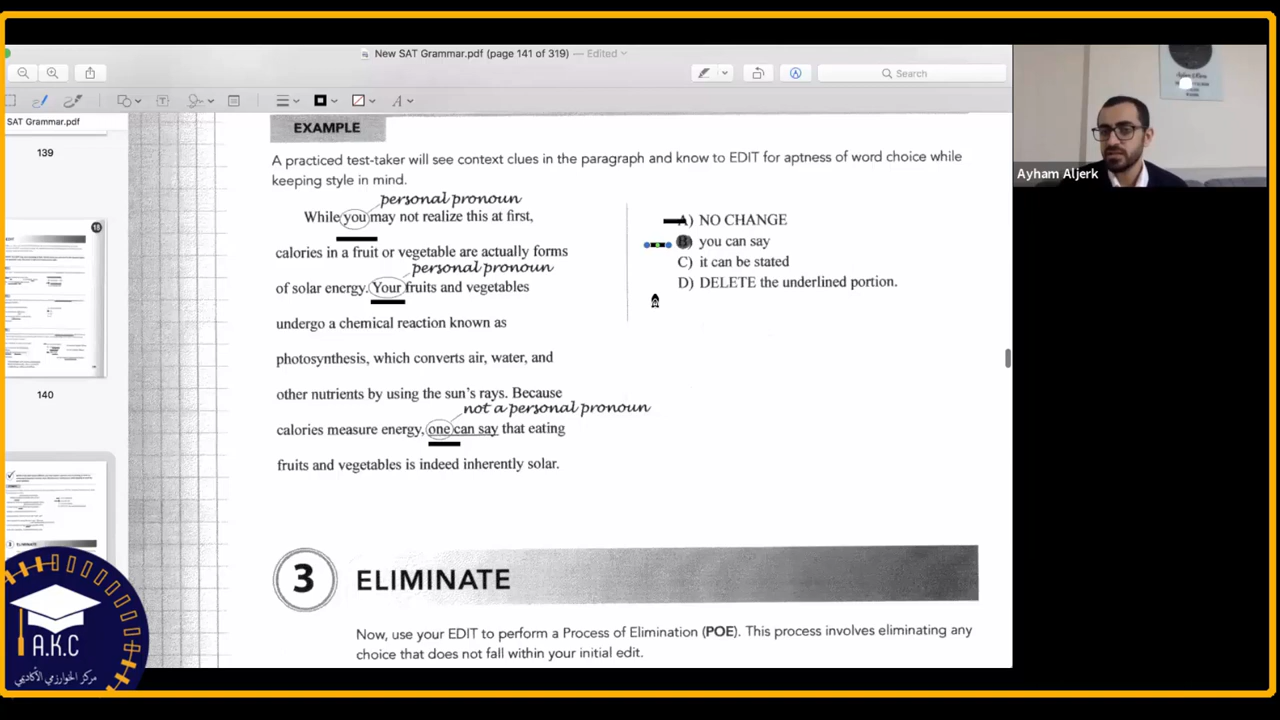 New SAT Grammar.pdf (page 141 of 319) — Edited
Search
SAT Grammar.pdf
139
140
EXAMPLE
A practiced test-taker will see context clues in the paragraph and know to EDIT for aptness of word choice while
keeping style in mind.
personal pronoun
While you may not realize this at first,
calories in a fruit or vegetable are actually forms
personal pronoun
of solar energy. Your fruits and vegetables
undergo a chemical reaction known as
photosynthesis, which converts air, water, and
other nutrients by using the sun's rays. Because
not a personal pronoun
calories measure energy, one can say that eating
fruits and vegetables is indeed inherently solar.
A) NO CHANGE
B) you can say
C) it can be stated
D) DELETE the underlined portion.
3 ELIMINATE
Now, use your EDIT to perform a Process of Elimination (POE). This process involves eliminating any
choice that does not fall within your initial edit.
Ayham Aljerk
A.K.C
مركز الخوارزمي الأكاديمي